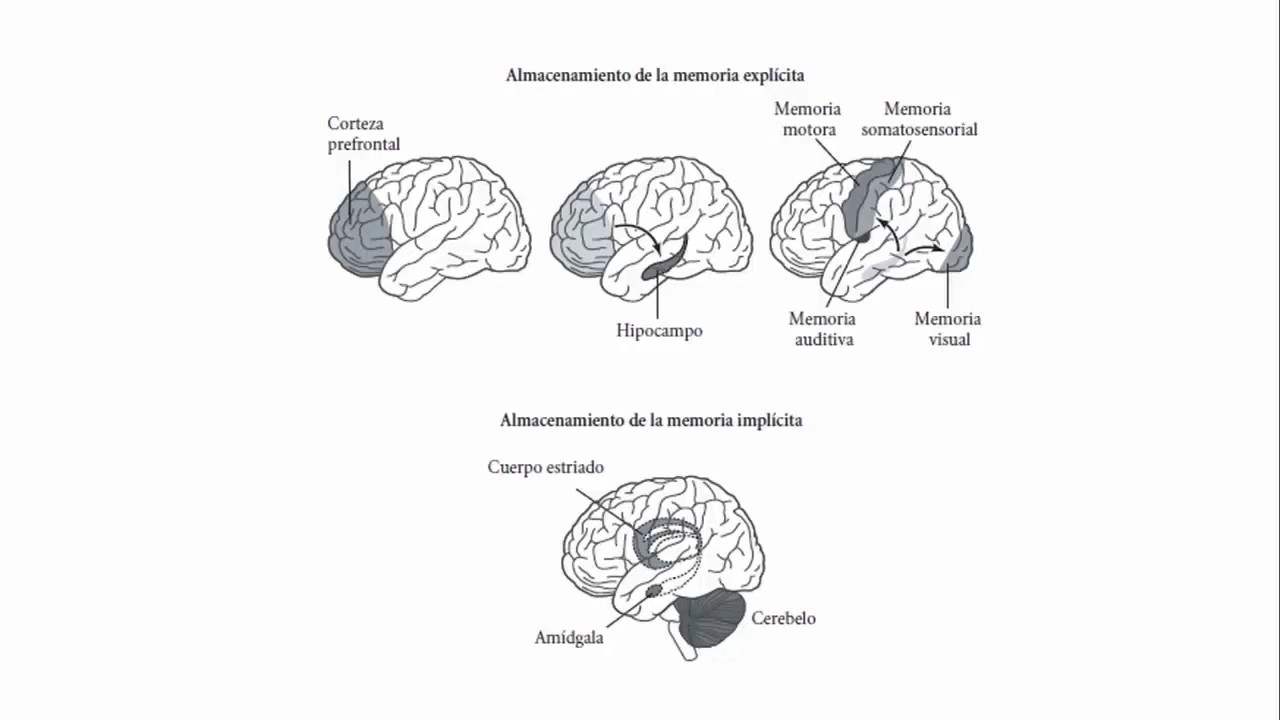 Almacenamiento de la memoria explícita
Corteza
prefrontal
Hipocampo
Memoria
motora
Memoria
somatosensorial
Memoria
auditiva
Memoria
visual
Almacenamiento de la memoria implícita
Cuerpo estriado
Amídgala
Cerebelo